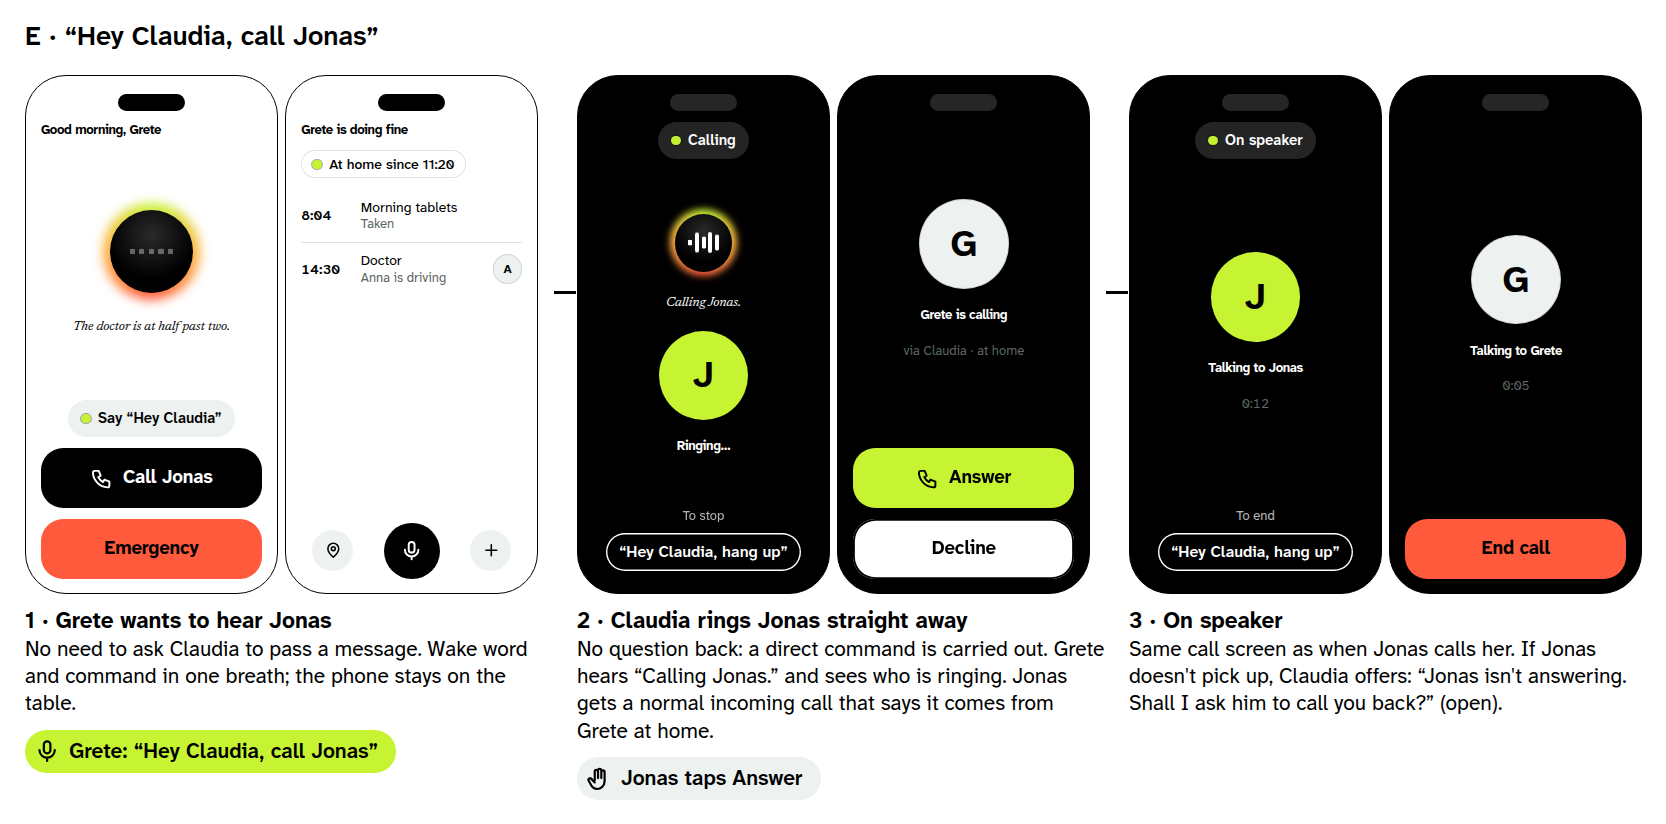 E · “Hey Claudia, call Jonas”
Good morning, Grete
The doctor is at half past two.
Say “Hey Claudia”
Call Jonas
Emergency
Grete is doing fine
At home since 11:20
8:04
Morning tablets
Taken
14:30
Doctor
Anna is driving
A
Calling
Calling Jonas.
J
Ringing...
To stop
“Hey Claudia, hang up”
G
Grete is calling
via Claudia · at home
Answer
Decline
On speaker
J
Talking to Jonas
0:12
To end
“Hey Claudia, hang up”
G
Talking to Grete
0:05
End call
1 · Grete wants to hear Jonas
No need to ask Claudia to pass a message. Wake word
and command in one breath; the phone stays on the
table.
Grete: “Hey Claudia, call Jonas”
2 · Claudia rings Jonas straight away
No question back: a direct command is carried out. Grete
hears “Calling Jonas.” and sees who is ringing. Jonas
gets a normal incoming call that says it comes from
Grete at home.
Jonas taps Answer
3 · On speaker
Same call screen as when Jonas calls her. If Jonas
doesn't pick up, Claudia offers: “Jonas isn't answering.
Shall I ask him to call you back?” (open).